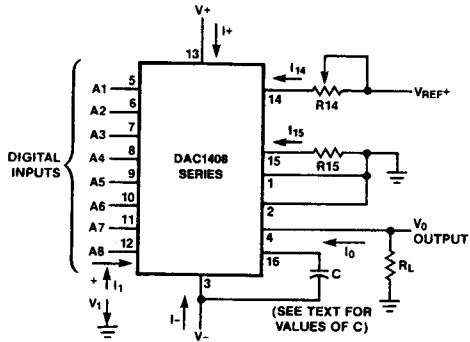 V+
I+
13
A1 5
A2 6
A3 7
A4 8
A5 9
A6 10
A7 11
A8 12
DIGITAL
INPUTS
DAC1408
SERIES
I14
14
R14
VREF+
I15
15
R15
1
2
4
16
V0
OUTPUT
I0
RL
C
+
I1
V1
3
I−
V−
(SEE TEXT FOR
VALUES OF C)